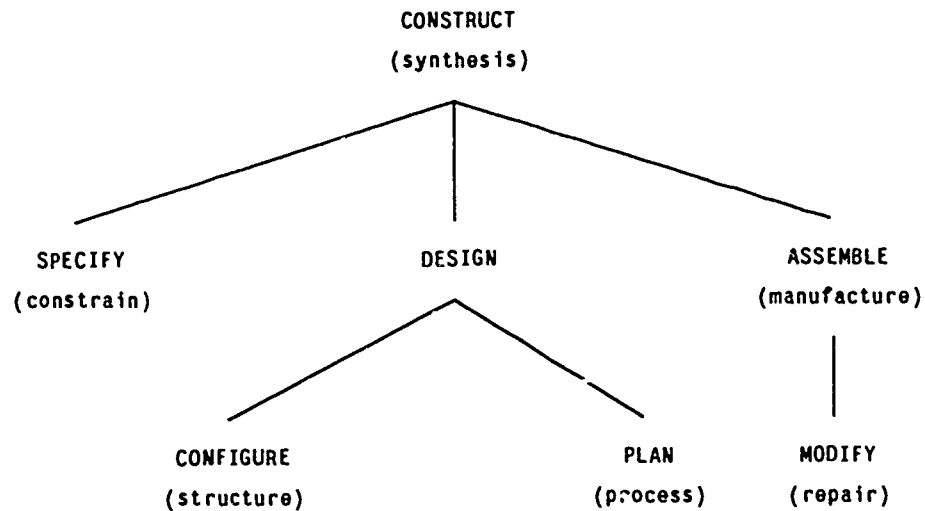 CONSTRUCT
(synthesis)
SPECIFY
(constrain)
DESIGN
ASSEMBLE
(manufacture)
CONFIGURE
(structure)
PLAN
(process)
MODIFY
(repair)